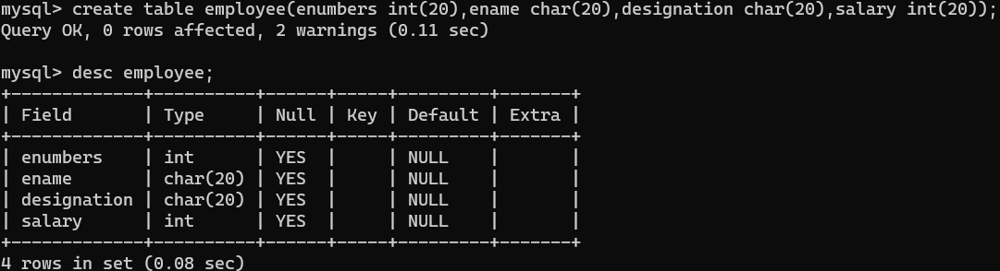 mysql> create table employee(enumbers int(20),ename char(20),designation char(20),salary int(20));
Query OK, 0 rows affected, 2 warnings (0.11 sec)

mysql> desc employee;
+-------------+----------+------+-----+---------+-------+
| Field       | Type     | Null | Key | Default | Extra |
+-------------+----------+------+-----+---------+-------+
| enumbers    | int      | YES  |     | NULL    |       |
| ename       | char(20) | YES  |     | NULL    |       |
| designation | char(20) | YES  |     | NULL    |       |
| salary      | int      | YES  |     | NULL    |       |
+-------------+----------+------+-----+---------+-------+
4 rows in set (0.08 sec)